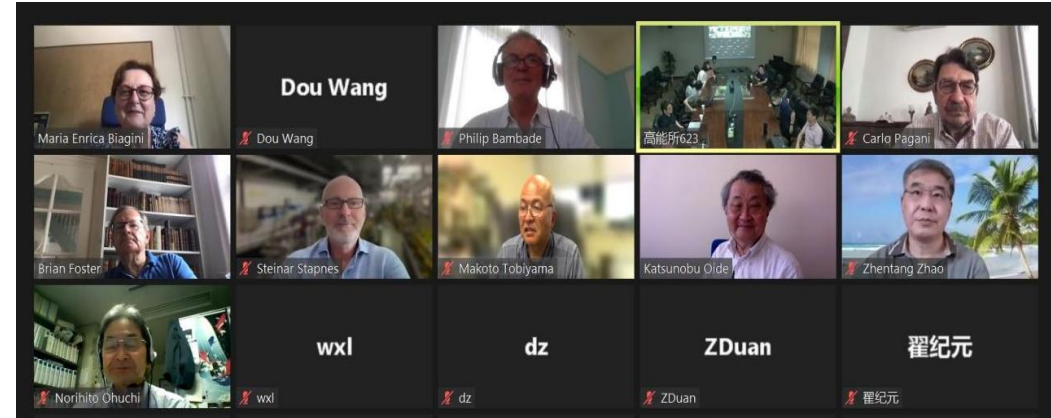 Maria Enrica Biagini
Dou Wang
Dou Wang
Philip Bambade
高能所623
Carlo Pagani
Brian Foster
Steinar Stapnes
Makoto Tobiyama
Katsunobu Oide
Zhentang Zhao
Norihito Ohuchi
wxl
wxl
dz
dz
ZDuan
ZDuan
翟纪元
翟纪元